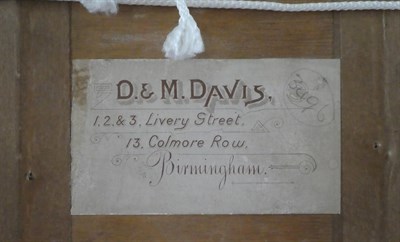 D. & M. DAVIS,
1, 2, & 3, Livery Street.
13, Colmore Row,
Birmingham.